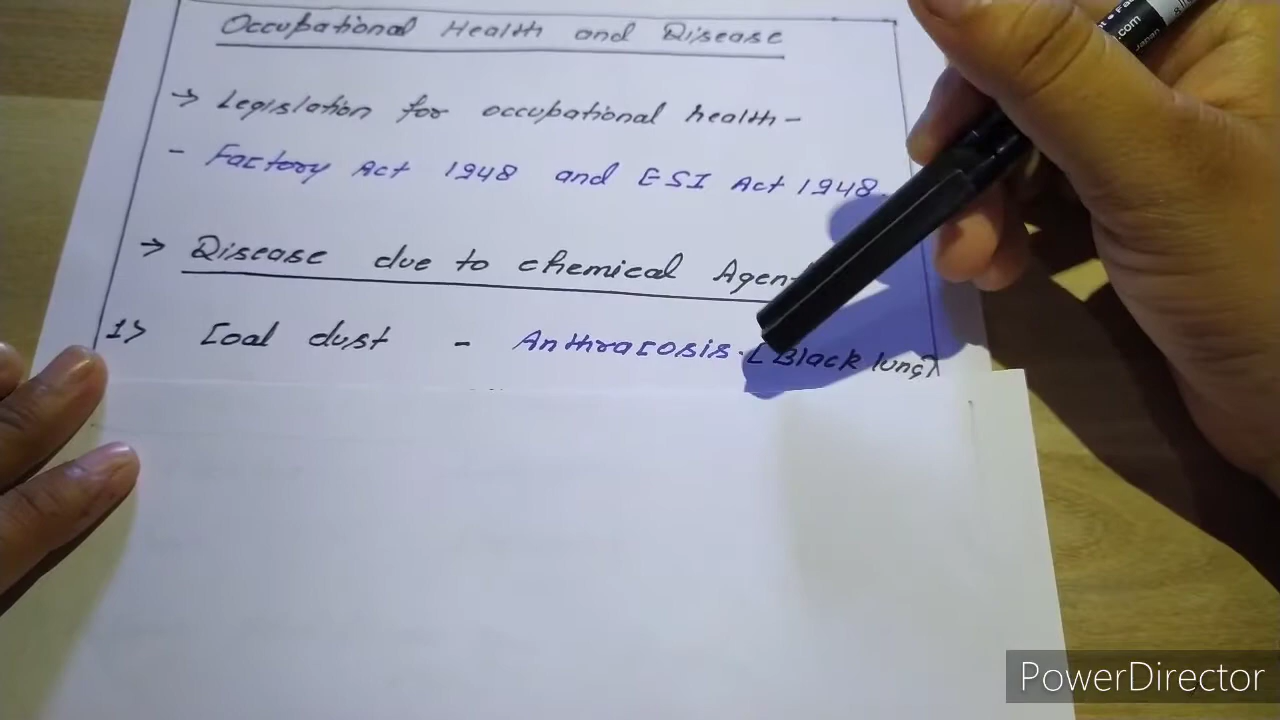 Occupational Health and Disease
→ Legislation for occupational health -
- Factory Act 1948 and ESI Act 1948.
→ Disease due to chemical Agent
1> Coal dust - Anthracosis. [Black lung]
PowerDirector